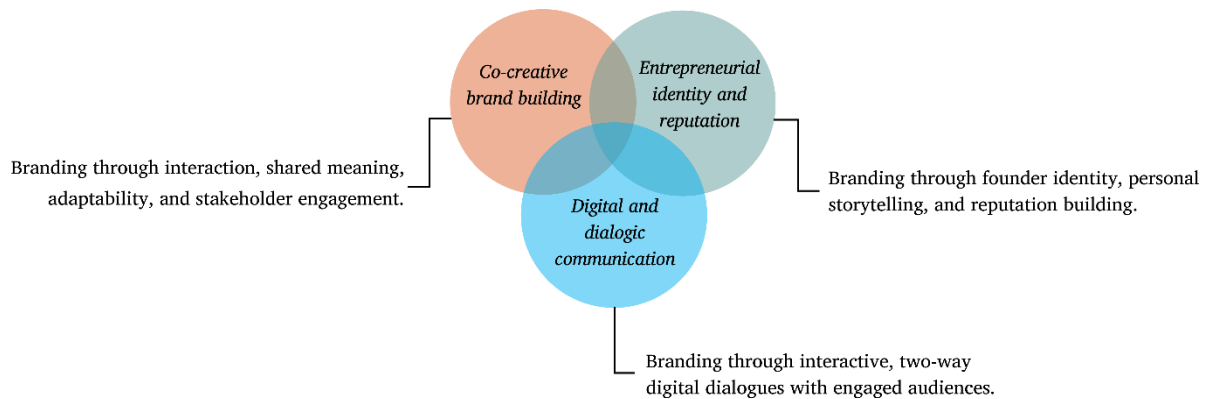 Co-creative
brand building
Entrepreneurial
identity and
reputation
Branding through interaction, shared meaning,
adaptability, and stakeholder engagement.
Branding through founder identity, personal
storytelling, and reputation building.
Digital and
dialogic
communication
Branding through interactive, two-way
digital dialogues with engaged audiences.